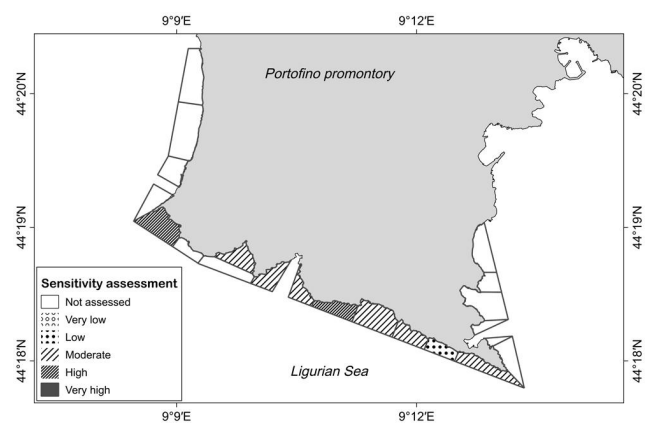 9°9'E 9°12'E
Portofino promontory
44°20'N 44°20'N
44°19'N 44°19'N
Sensitivity assessment
Not assessed
Very low
Low
Moderate
High
Very high
44°18'N 44°18'N
Ligurian Sea
9°9'E 9°12'E